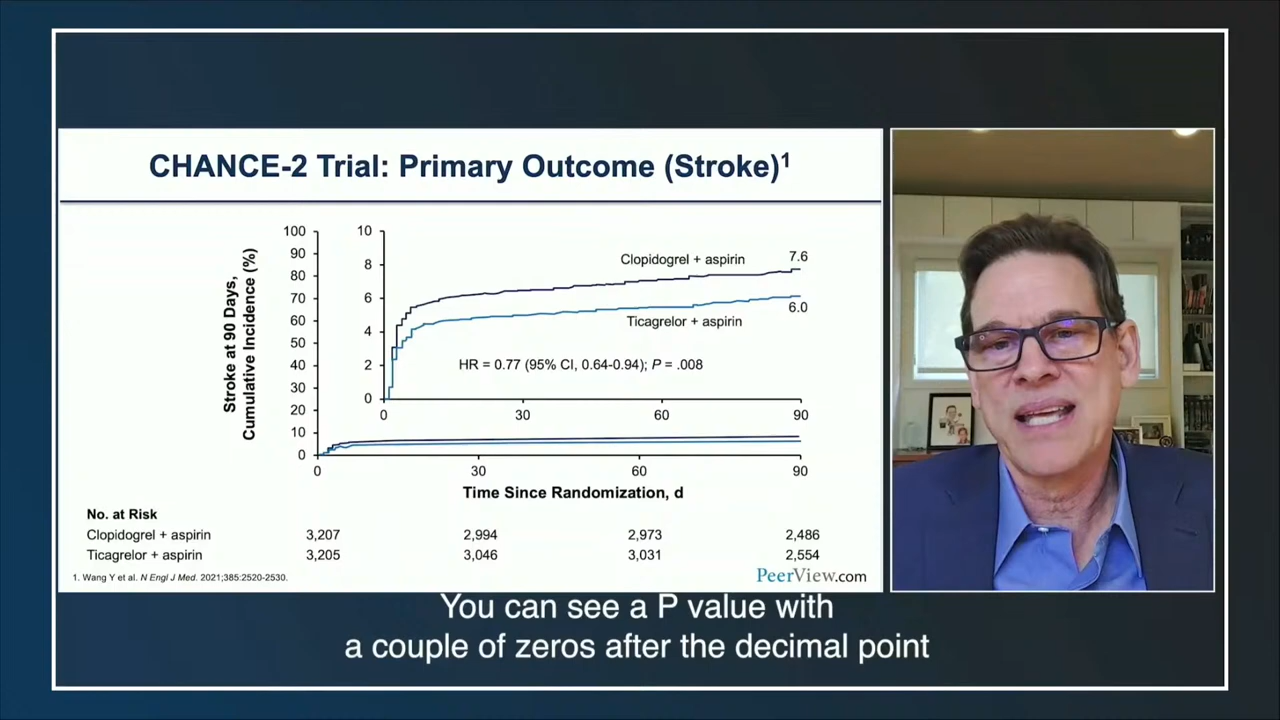 CHANCE-2 Trial: Primary Outcome (Stroke)1
Stroke at 90 Days,
Cumulative Incidence (%)
100
90
80
70
60
50
40
30
20
10
0
10
8
6
4
2
0
Clopidogrel + aspirin
7.6
6.0
Ticagrelor + aspirin
HR = 0.77 (95% CI, 0.64-0.94); P = .008
0 30 60 90
0 30 60 90
Time Since Randomization, d
No. at Risk
Clopidogrel + aspirin 3,207 2,994 2,973 2,486
Ticagrelor + aspirin 3,205 3,046 3,031 2,554
1. Wang Y et al. N Engl J Med. 2021;385:2520-2530.
PeerView.com
You can see a P value with
a couple of zeros after the decimal point